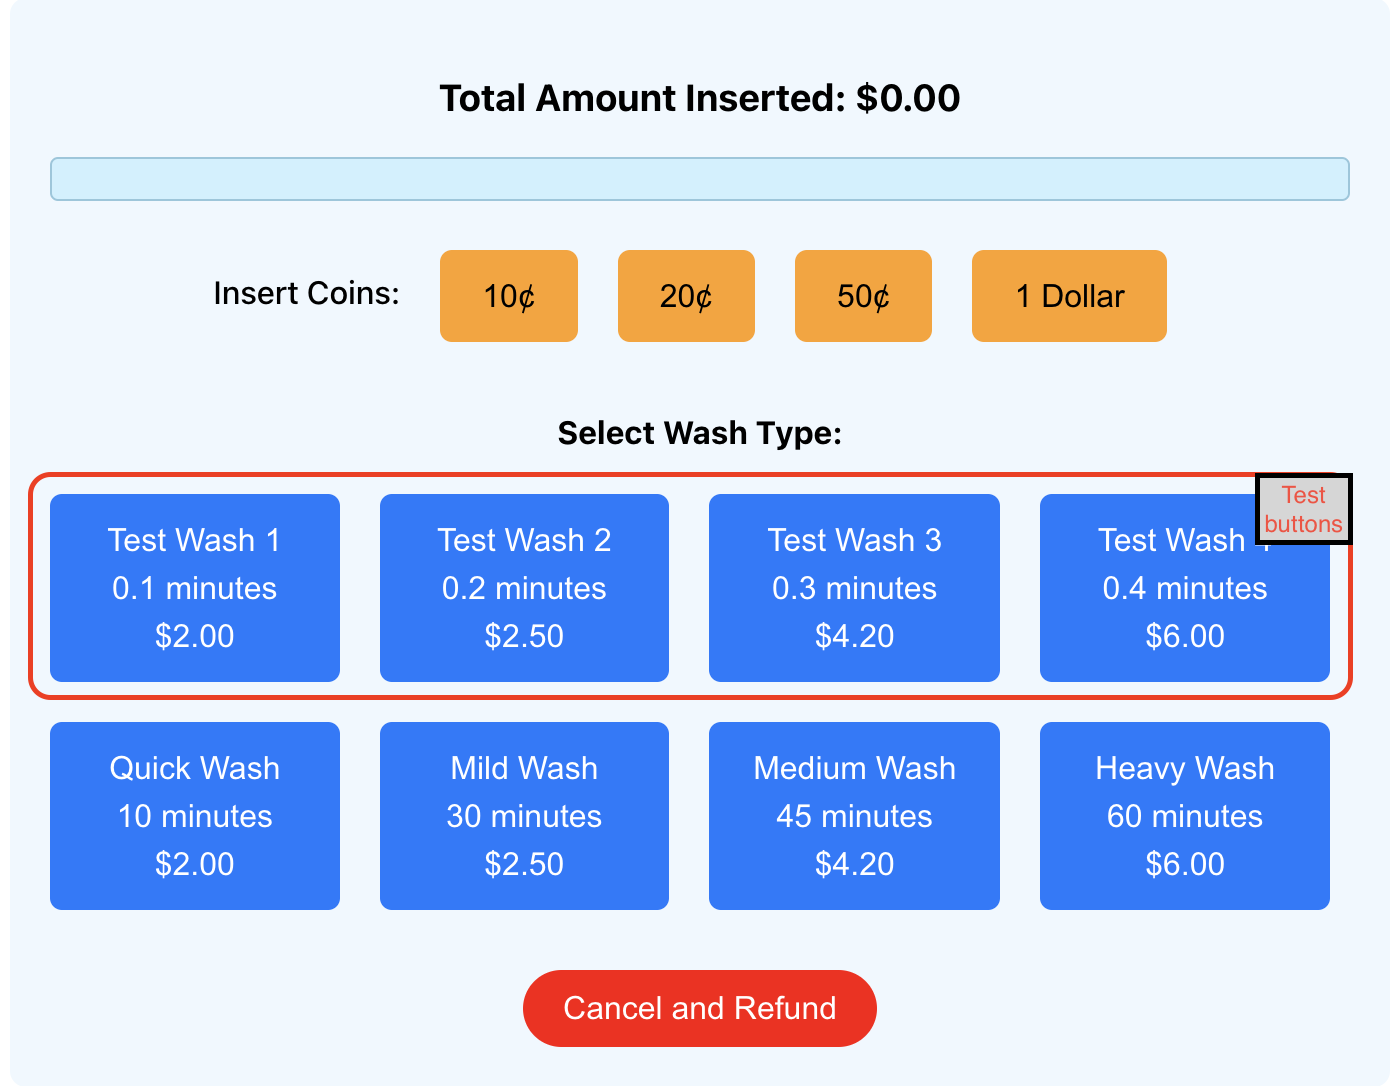 Total Amount Inserted: $0.00
Insert Coins: 10¢ 20¢ 50¢ 1 Dollar
Select Wash Type:
Test
buttons
Test Wash 1
0.1 minutes
$2.00
Test Wash 2
0.2 minutes
$2.50
Test Wash 3
0.3 minutes
$4.20
Test Wash
0.4 minutes
$6.00
Quick Wash
10 minutes
$2.00
Mild Wash
30 minutes
$2.50
Medium Wash
45 minutes
$4.20
Heavy Wash
60 minutes
$6.00
Cancel and Refund